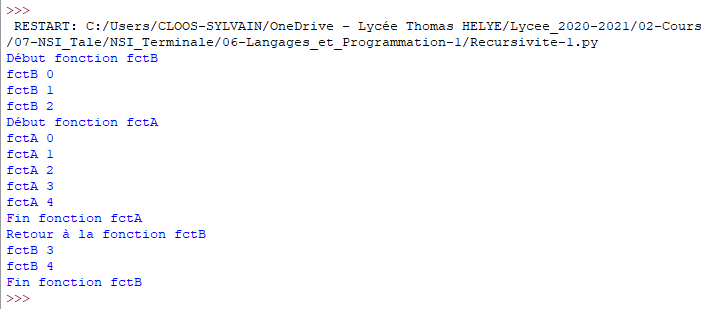 >>>
 RESTART: C:/Users/CLOOS-SYLVAIN/OneDrive - Lycée Thomas HELYE/Lycee_2020-2021/02-Cours
/07-NSI_Tale/NSI_Terminale/06-Langages_et_Programmation-1/Recursivite-1.py
Début fonction fctB
fctB 0
fctB 1
fctB 2
Début fonction fctA
fctA 0
fctA 1
fctA 2
fctA 3
fctA 4
Fin fonction fctA
Retour à la fonction fctB
fctB 3
fctB 4
Fin fonction fctB
>>>